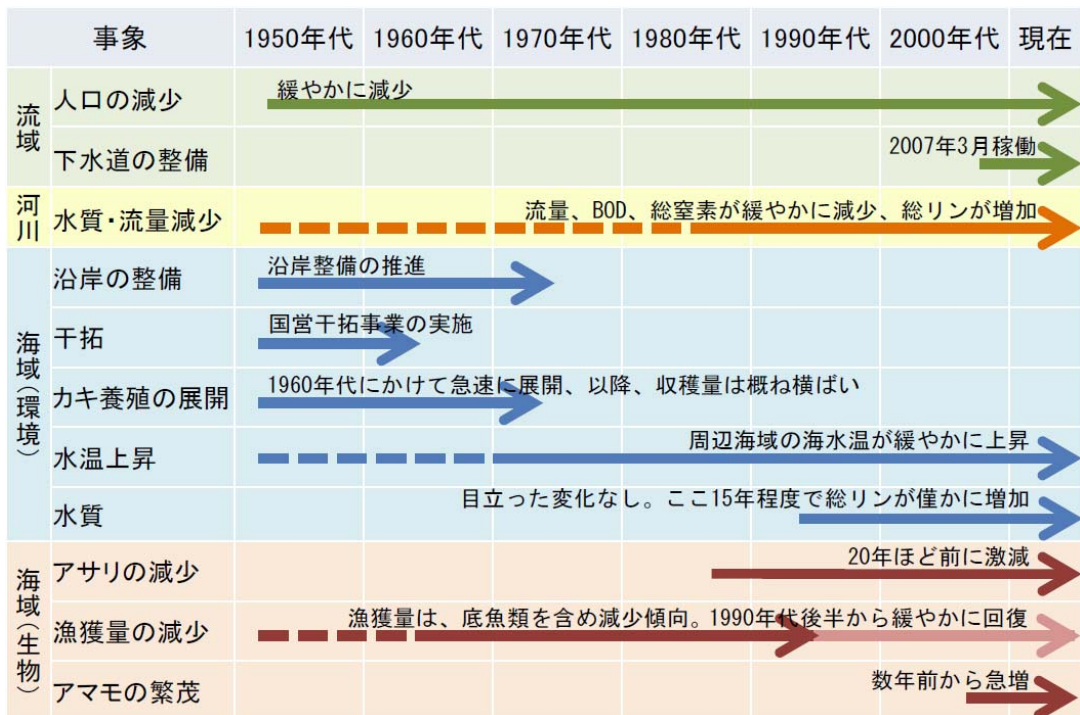 事象 1950年代 1960年代 1970年代 1980年代 1990年代 2000年代 現在
流域
人口の減少 緩やかに減少
下水道の整備 2007年3月稼働
河川
水質・流量減少 流量、BOD、総窒素が緩やかに減少、総リンが増加
海域(環境)
沿岸の整備 沿岸整備の推進
干拓 国営干拓事業の実施
カキ養殖の展開 1960年代にかけて急速に展開、以降、収穫量は概ね横ばい
水温上昇 周辺海域の海水温が緩やかに上昇
水質 目立った変化なし。ここ15年程度で総リンが僅かに増加
海域(生物)
アサリの減少 20年ほど前に激減
漁獲量の減少 漁獲量は、底魚類を含め減少傾向。1990年代後半から緩やかに回復
アマモの繁茂 数年前から急増